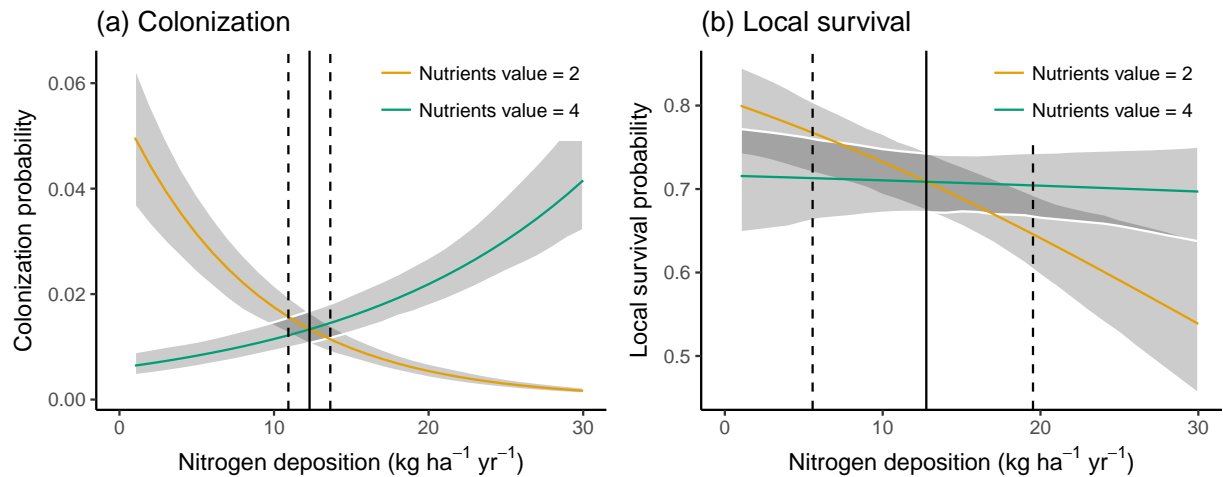 (a) Colonization
Colonization probability
0.06
0.04
0.02
0.00
Nutrients value = 2
Nutrients value = 4
0 10 20 30
Nitrogen deposition (kg ha⁻¹ yr⁻¹)
(b) Local survival
Local survival probability
0.8
0.7
0.6
0.5
Nutrients value = 2
Nutrients value = 4
0 10 20 30
Nitrogen deposition (kg ha⁻¹ yr⁻¹)